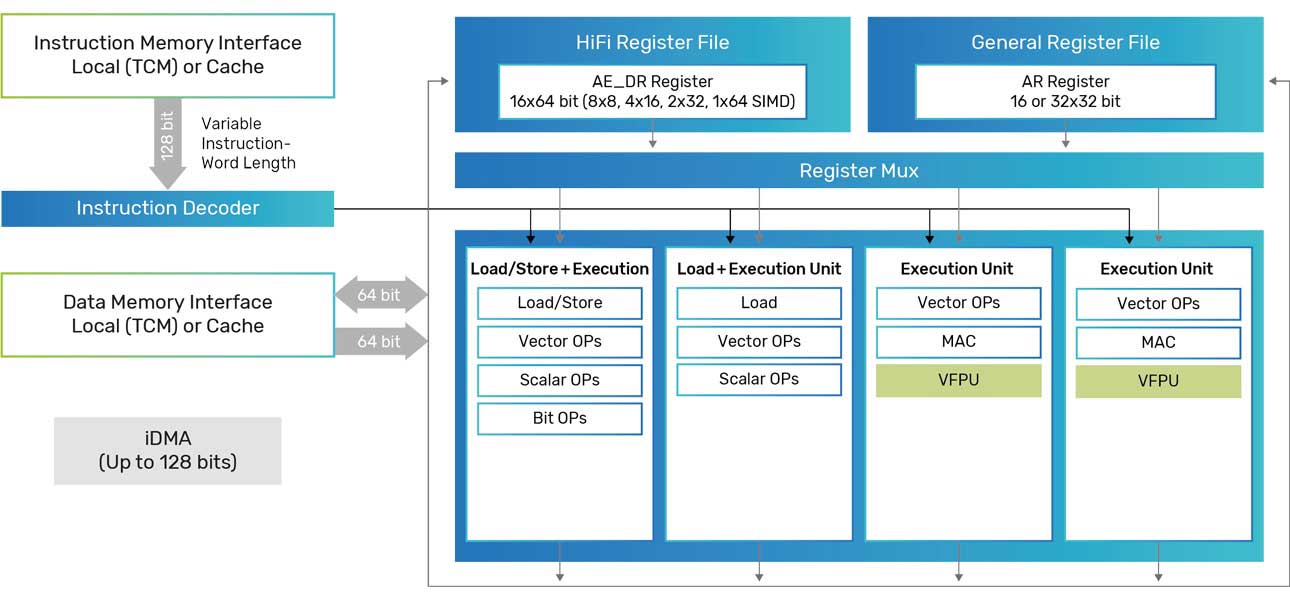 Instruction Memory Interface
Local (TCM) or Cache
128 bit
Variable
Instruction-
Word Length
Instruction Decoder
Data Memory Interface
Local (TCM) or Cache
64 bit
64 bit
iDMA
(Up to 128 bits)
HiFi Register File
AE_DR Register
16x64 bit (8x8, 4x16, 2x32, 1x64 SIMD)
General Register File
AR Register
16 or 32x32 bit
Register Mux
Load/Store + Execution
Load/Store
Vector OPs
Scalar OPs
Bit OPs
Load + Execution Unit
Load
Vector OPs
Scalar OPs
Execution Unit
Vector OPs
MAC
VFPU
Execution Unit
Vector OPs
MAC
VFPU